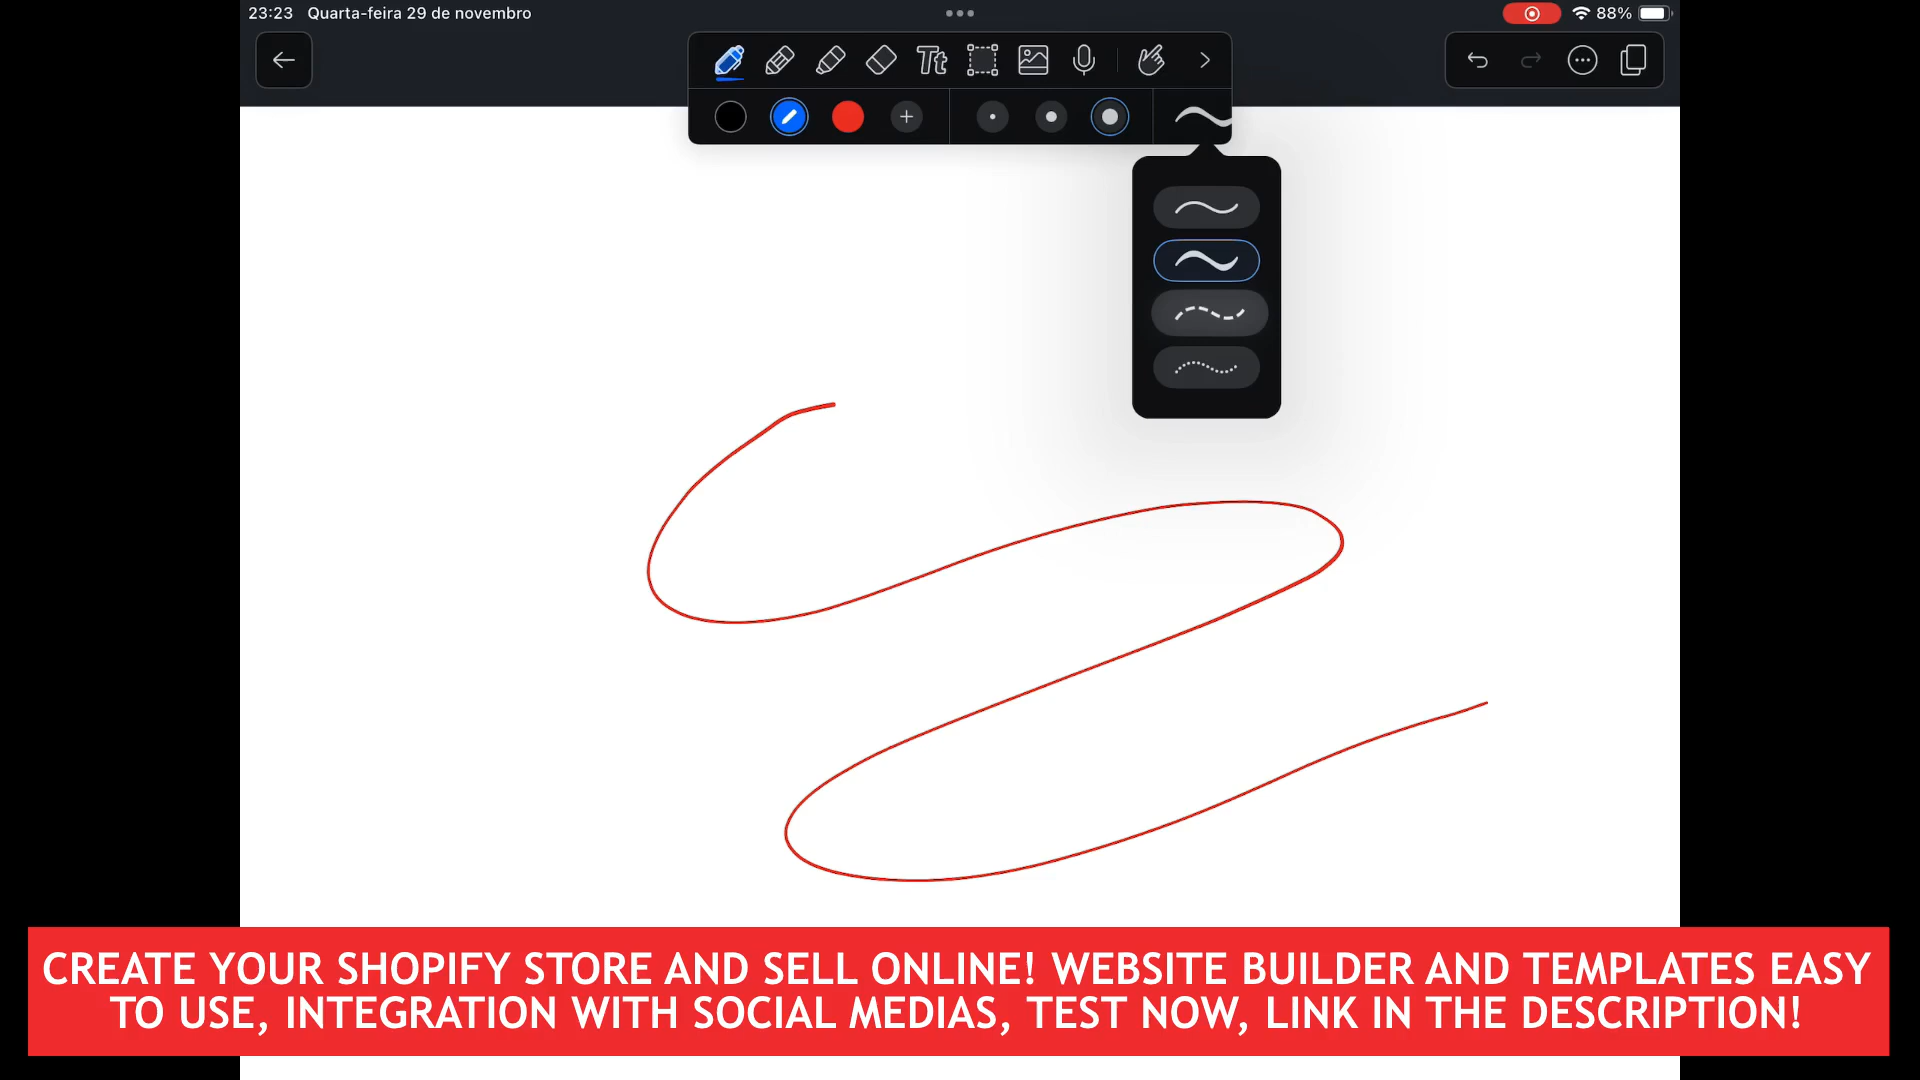 23:23 Quarta-feira 29 de novembro
88%
Tt
CREATE YOUR SHOPIFY STORE AND SELL ONLINE! WEBSITE BUILDER AND TEMPLATES EASY
TO USE, INTEGRATION WITH SOCIAL MEDIAS, TEST NOW, LINK IN THE DESCRIPTION!